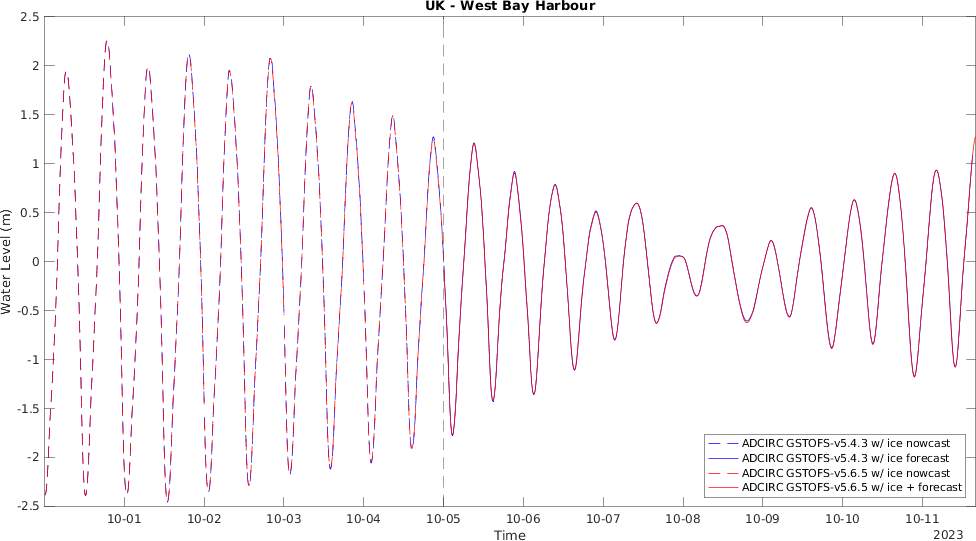 UK - West Bay Harbour
2.5
2
1.5
1
0.5
0
-0.5
-1
-1.5
-2
-2.5
Water Level (m)
ADCIRC GSTOFS-v5.4.3 w/ ice nowcast
ADCIRC GSTOFS-v5.4.3 w/ ice forecast
ADCIRC GSTOFS-v5.6.5 w/ ice nowcast
ADCIRC GSTOFS-v5.6.5 w/ ice + forecast
10-01 10-02 10-03 10-04 10-05 10-06 10-07 10-08 10-09 10-10 10-11
Time
2023